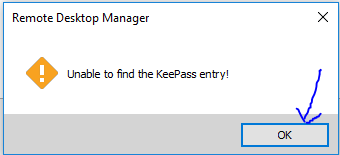 Remote Desktop Manager
Unable to find the KeePass entry!
OK